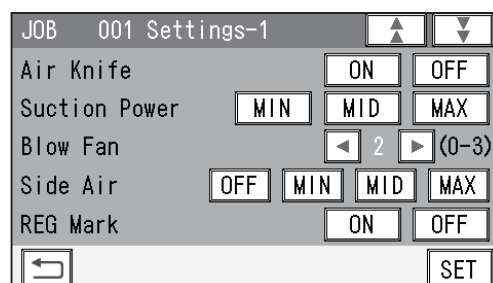 JOB 001 Settings-1
Air Knife ON OFF
Suction Power MIN MID MAX
Blow Fan 2 (0-3)
Side Air OFF MIN MID MAX
REG Mark ON OFF
SET